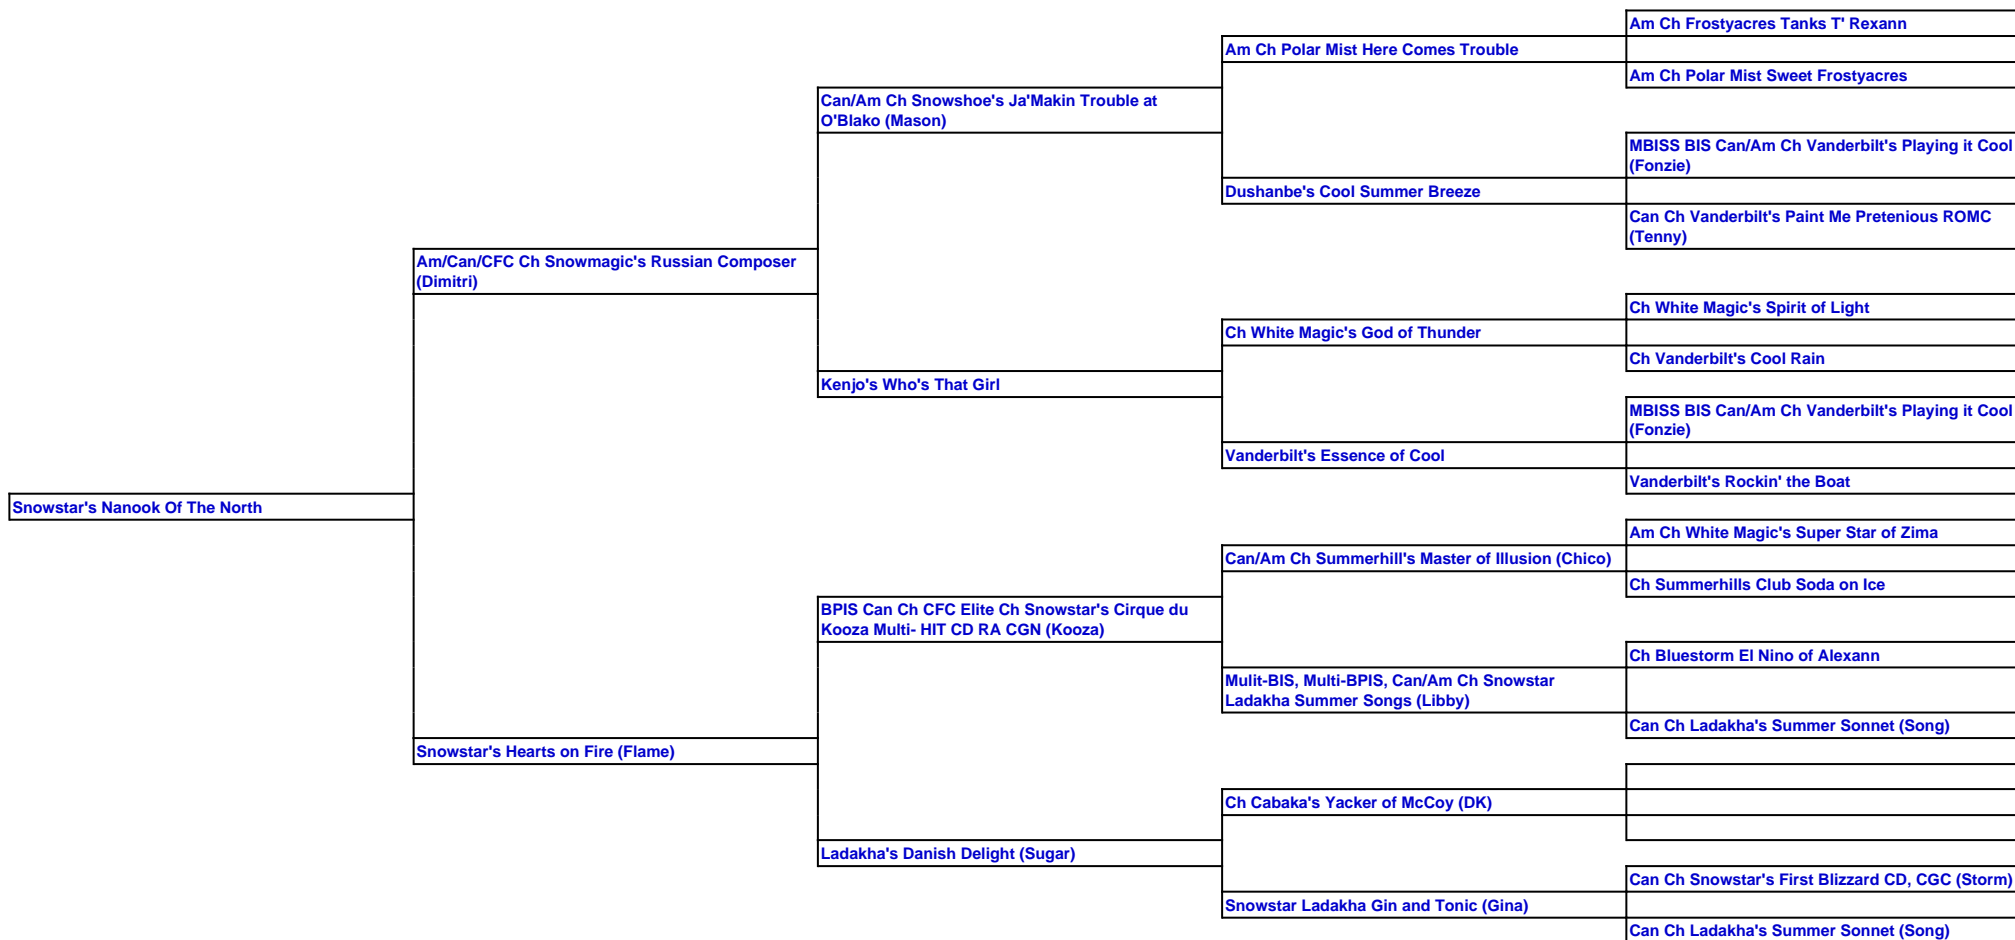 Am Ch Frostyacres Tanks T' Rexann
Am Ch Polar Mist Here Comes Trouble
Am Ch Polar Mist Sweet Frostyacres
Can/Am Ch Snowshoe's Ja'Makin Trouble at
O'Blako (Mason)
MBISS BIS Can/Am Ch Vanderbilt's Playing it Cool
(Fonzie)
Dushanbe's Cool Summer Breeze
Can Ch Vanderbilt's Paint Me Pretenious ROMC
(Tenny)
Am/Can/CFC Ch Snowmagic's Russian Composer
(Dimitri)
Ch White Magic's Spirit of Light
Ch White Magic's God of Thunder
Ch Vanderbilt's Cool Rain
Kenjo's Who's That Girl
MBISS BIS Can/Am Ch Vanderbilt's Playing it Cool
(Fonzie)
Vanderbilt's Essence of Cool
Vanderbilt's Rockin' the Boat
Snowstar's Nanook Of The North
Am Ch White Magic's Super Star of Zima
Can/Am Ch Summerhill's Master of Illusion (Chico)
Ch Summerhills Club Soda on Ice
BPIS Can Ch CFC Elite Ch Snowstar's Cirque du
Kooza Multi- HIT CD RA CGN (Kooza)
Ch Bluestorm El Nino of Alexann
Mulit-BIS, Multi-BPIS, Can/Am Ch Snowstar
Ladakha Summer Songs (Libby)
Can Ch Ladakha's Summer Sonnet (Song)
Snowstar's Hearts on Fire (Flame)
Ch Cabaka's Yacker of McCoy (DK)
Ladakha's Danish Delight (Sugar)
Can Ch Snowstar's First Blizzard CD, CGC (Storm)
Snowstar Ladakha Gin and Tonic (Gina)
Can Ch Ladakha's Summer Sonnet (Song)